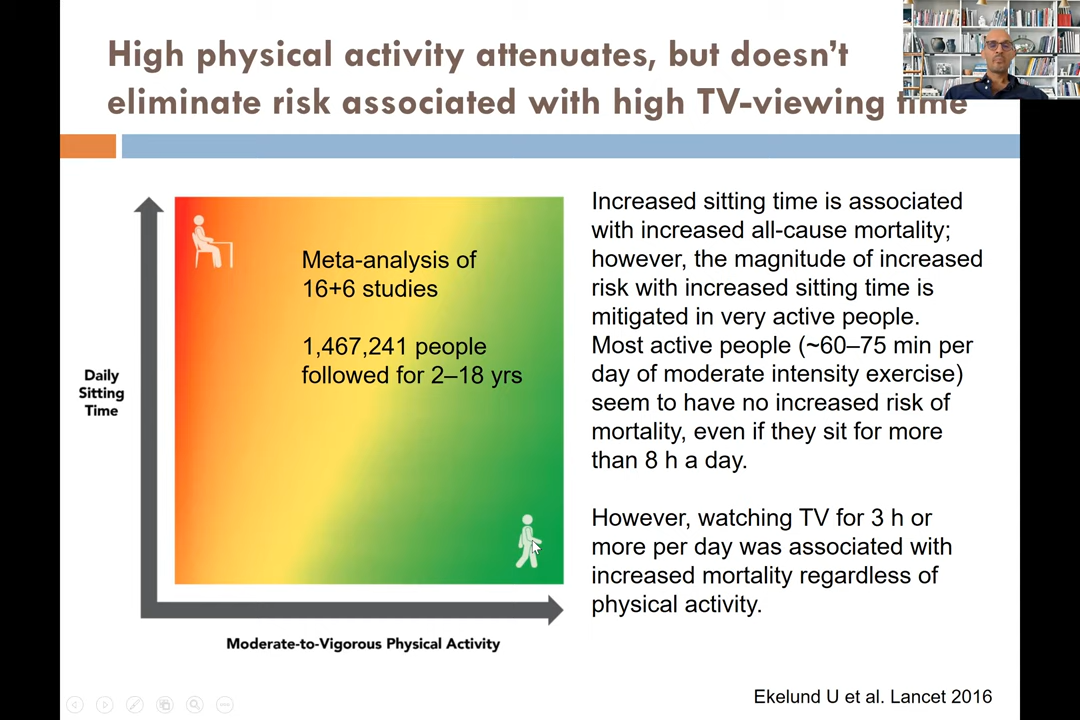 High physical activity attenuates, but doesn't
eliminate risk associated with high TV-viewing time
Daily
Sitting
Time
Meta-analysis of
16+6 studies
1,467,241 people
followed for 2–18 yrs
Moderate-to-Vigorous Physical Activity
Increased sitting time is associated
with increased all-cause mortality;
however, the magnitude of increased
risk with increased sitting time is
mitigated in very active people.
Most active people (~60–75 min per
day of moderate intensity exercise)
seem to have no increased risk of
mortality, even if they sit for more
than 8 h a day.
However, watching TV for 3 h or
more per day was associated with
increased mortality regardless of
physical activity.
Ekelund U et al. Lancet 2016